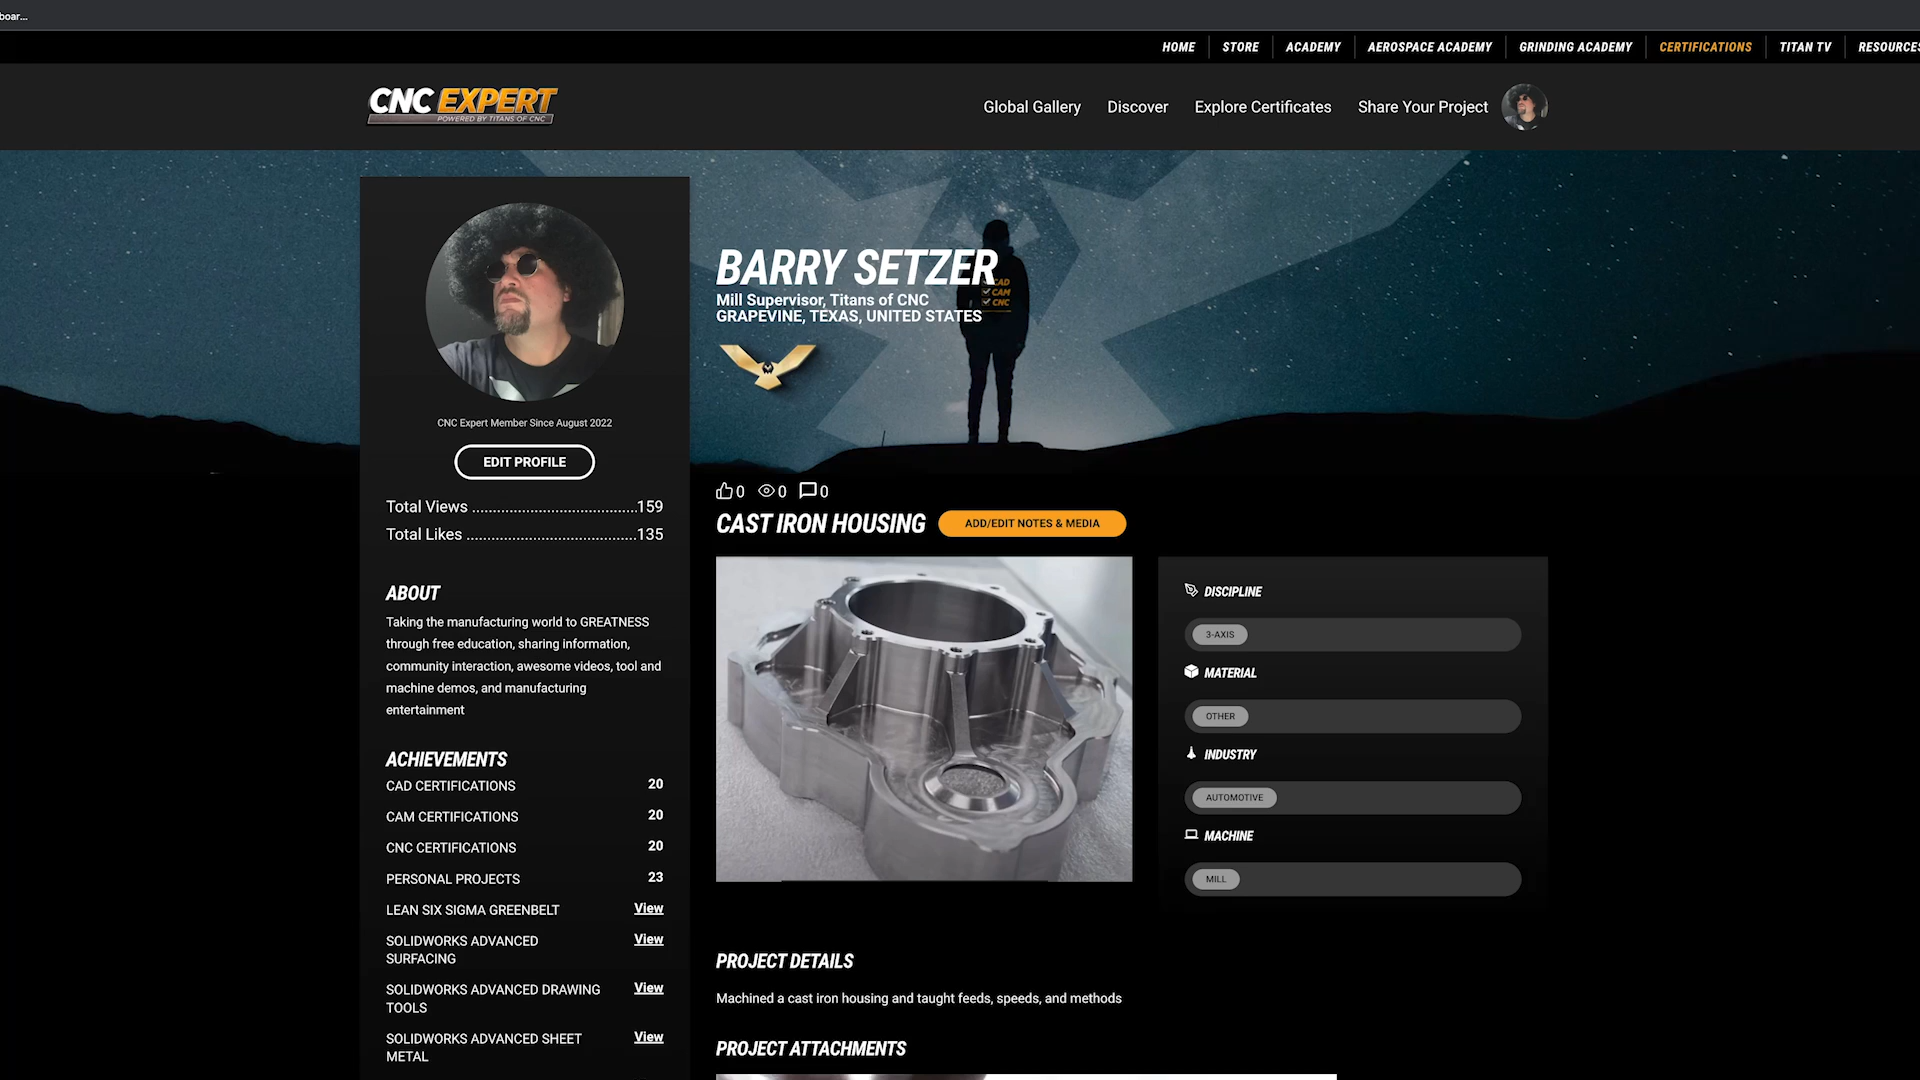 boar...
HOME
STORE
ACADEMY
AEROSPACE ACADEMY
GRINDING ACADEMY
CERTIFICATIONS
TITAN TV
RESOURCES
CNC EXPERT
POWERED BY TITANS OF CNC
Global Gallery
Discover
Explore Certificates
Share Your Project
CNC Expert Member Since August 2022
EDIT PROFILE
Total Views ........................................159
Total Likes .........................................135
ABOUT
Taking the manufacturing world to GREATNESS
through free education, sharing information,
community interaction, awesome videos, tool and
machine demos, and manufacturing
entertainment
ACHIEVEMENTS
CAD CERTIFICATIONS 20
CAM CERTIFICATIONS 20
CNC CERTIFICATIONS 20
PERSONAL PROJECTS 23
LEAN SIX SIGMA GREENBELT View
SOLIDWORKS ADVANCED View
SURFACING
SOLIDWORKS ADVANCED DRAWING View
TOOLS
SOLIDWORKS ADVANCED SHEET View
METAL
BARRY SETZER
CAD
CAM
CNC
Mill Supervisor, Titans of CNC
GRAPEVINE, TEXAS, UNITED STATES
0 0 0
CAST IRON HOUSING
ADD/EDIT NOTES & MEDIA
DISCIPLINE
3-AXIS
MATERIAL
OTHER
INDUSTRY
AUTOMOTIVE
MACHINE
MILL
PROJECT DETAILS
Machined a cast iron housing and taught feeds, speeds, and methods
PROJECT ATTACHMENTS